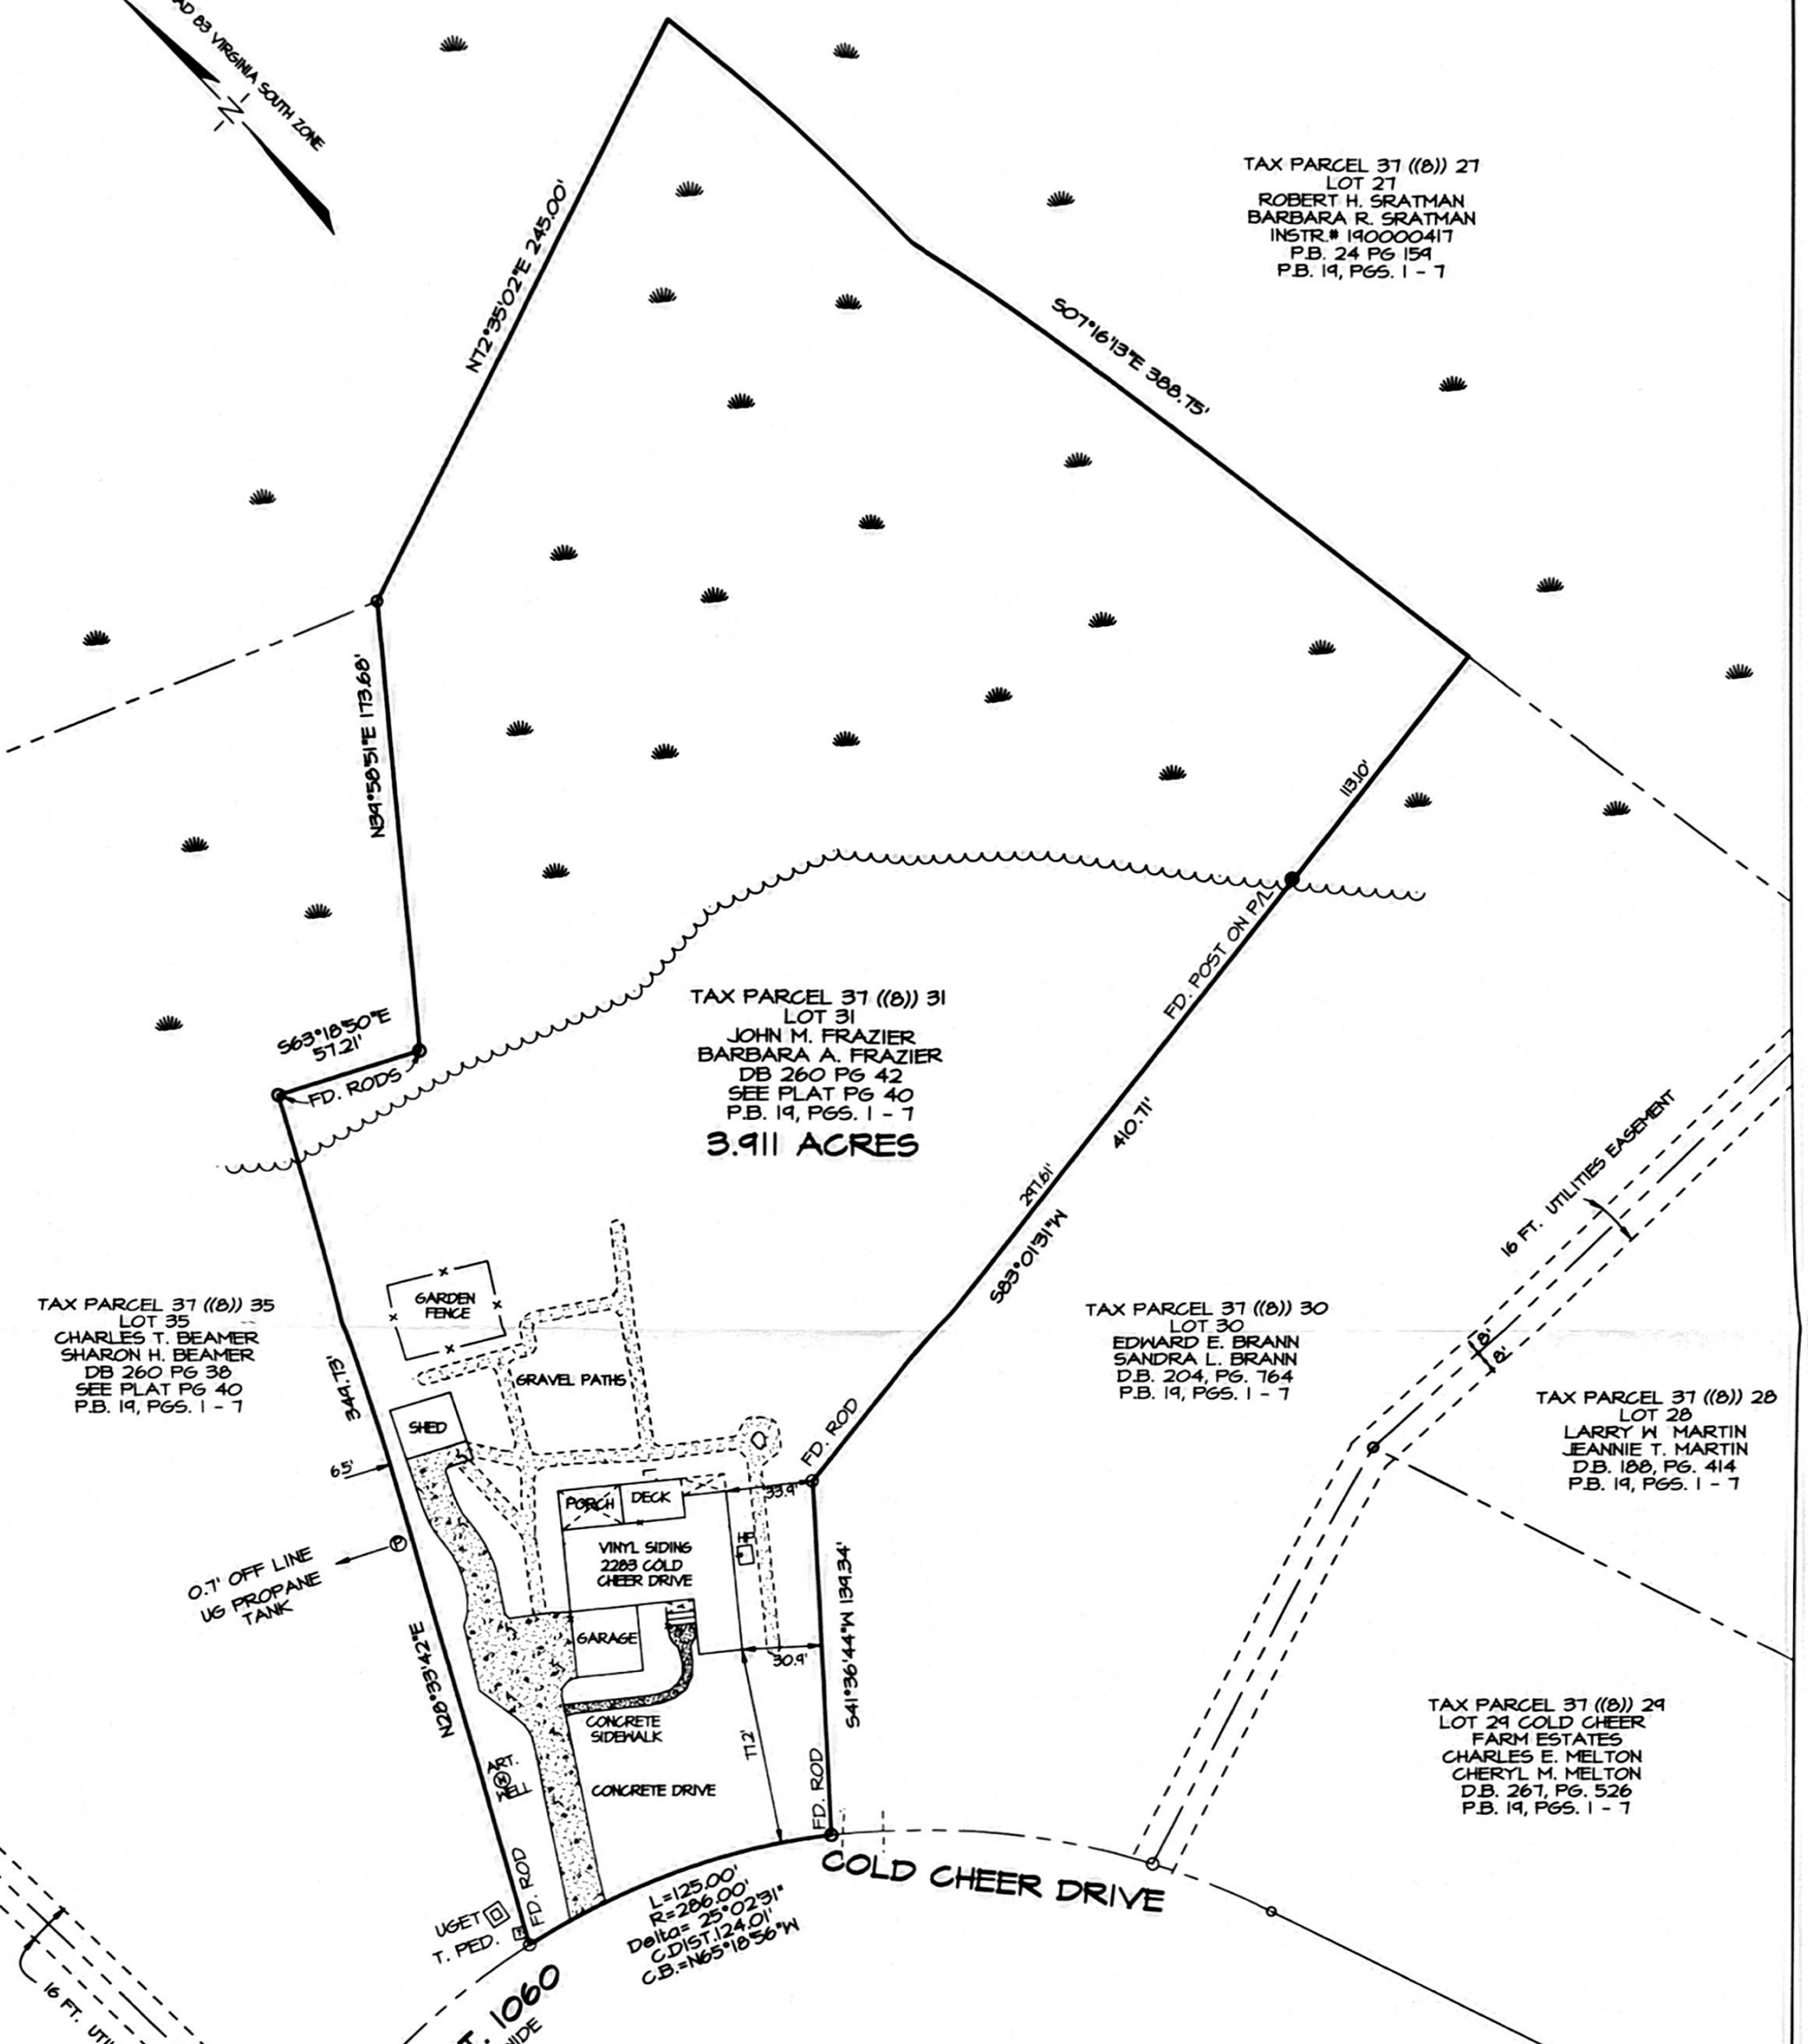 AD 83 VIRGINIA SOUTH ZONE
N
N72°35'02"E 245.00'
TAX PARCEL 37 ((8)) 27
LOT 27
ROBERT H. SRATMAN
BARBARA R. SRATMAN
INSTR.# 190000417
P.B. 24 PG 159
P.B. 19, PGS. 1 - 7
S07°16'13"E 388.75'
N39°58'51"E 173.68'
113.10'
FD. POST ON P/L
S63°18'50"E
57.21'
FD. RODS
TAX PARCEL 37 ((8)) 31
LOT 31
JOHN M. FRAZIER
BARBARA A. FRAZIER
DB 260 PG 42
SEE PLAT PG 40
P.B. 19, PGS. 1 - 7
3.911 ACRES
410.71'
297.61'
S83°01'31"W
16 FT. UTILITIES EASEMENT
8'
8'
TAX PARCEL 37 ((8)) 35
LOT 35
CHARLES T. BEAMER
SHARON H. BEAMER
DB 260 PG 38
SEE PLAT PG 40
P.B. 19, PGS. 1 - 7
GARDEN
FENCE
GRAVEL PATHS
TAX PARCEL 37 ((8)) 30
LOT 30
EDWARD E. BRANN
SANDRA L. BRANN
D.B. 204, PG. 764
P.B. 19, PGS. 1 - 7
TAX PARCEL 37 ((8)) 28
LOT 28
LARRY W MARTIN
JEANNIE T. MARTIN
D.B. 188, PG. 414
P.B. 19, PGS. 1 - 7
344.73'
SHED
65'
FD. ROD
PORCH
DECK
33.9'
HP
VINYL SIDING
2283 COLD
CHEER DRIVE
0.7' OFF LINE
UG PROPANE
TANK
P
GARAGE
30.9'
S41°36'44"W 139.34'
N28°33'42"E
CONCRETE
SIDEWALK
77.2'
ART.
WELL
CONCRETE DRIVE
FD. ROD
TAX PARCEL 37 ((8)) 29
LOT 29 COLD CHEER
FARM ESTATES
CHARLES E. MELTON
CHERYL M. MELTON
D.B. 267, PG. 526
P.B. 19, PGS. 1 - 7
COLD CHEER DRIVE
FD. ROD
UGET
T. PED.
L=125.00'
R=286.00'
Delta= 25°02'31"
C.DIST.124.01'
C.B.=N65°18'56"W
T. 1060
16 FT.